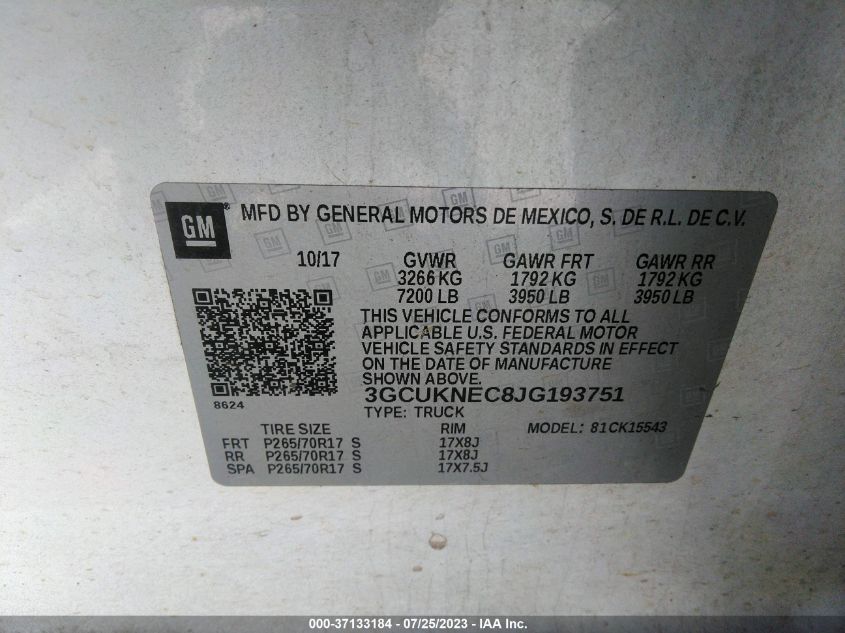 GM ® MFD BY GENERAL MOTORS DE MEXICO, S. DE R.L. DE C.V.
10/17 GVWR GAWR FRT GAWR RR
3266 KG 1792 KG 1792 KG
7200 LB 3950 LB 3950 LB
THIS VEHICLE CONFORMS TO ALL
APPLICABLE U.S. FEDERAL MOTOR
VEHICLE SAFETY STANDARDS IN EFFECT
ON THE DATE OF MANUFACTURE
SHOWN ABOVE.
8624
3GCUKNEC8JG193751
TYPE: TRUCK
TIRE SIZE RIM MODEL: 81CK15543
FRT P265/70R17 S 17X8J
RR P265/70R17 S 17X8J
SPA P265/70R17 S 17X7.5J
000-37133184 - 07/25/2023 - IAA Inc.